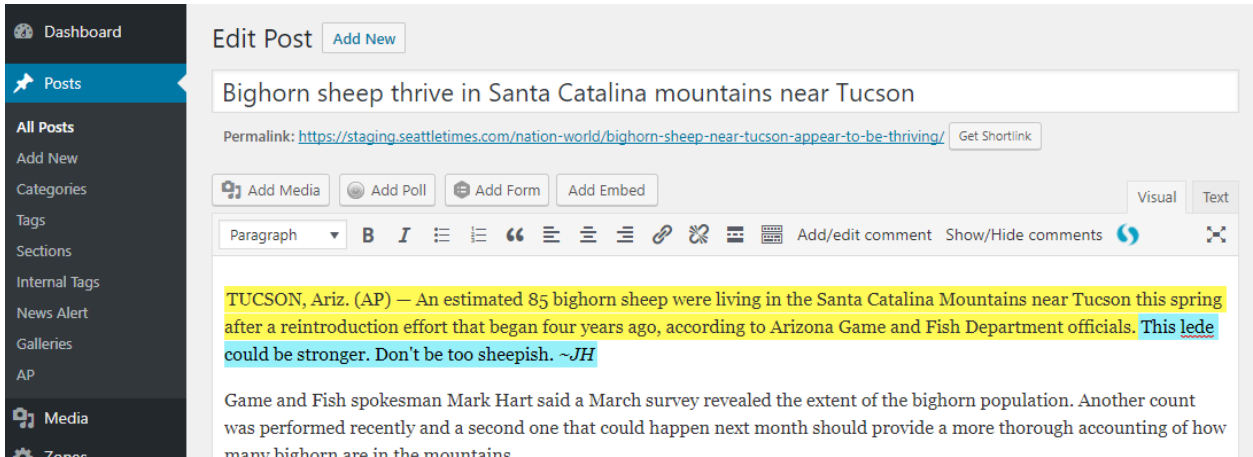 Dashboard
Posts
All Posts
Add New
Categories
Tags
Sections
Internal Tags
News Alert
Galleries
AP
Media
Zones
Edit Post Add New
Bighorn sheep thrive in Santa Catalina mountains near Tucson
Permalink: https://staging.seattletimes.com/nation-world/bighorn-sheep-near-tucson-appear-to-be-thriving/ Get Shortlink
Add Media Add Poll Add Form Add Embed
Visual Text
Paragraph B I Add/edit comment Show/Hide comments
TUCSON, Ariz. (AP) — An estimated 85 bighorn sheep were living in the Santa Catalina Mountains near Tucson this spring
after a reintroduction effort that began four years ago, according to Arizona Game and Fish Department officials. This lede
could be stronger. Don't be too sheepish. ~JH
Game and Fish spokesman Mark Hart said a March survey revealed the extent of the bighorn population. Another count
was performed recently and a second one that could happen next month should provide a more thorough accounting of how
many bighorn are in the mountains.